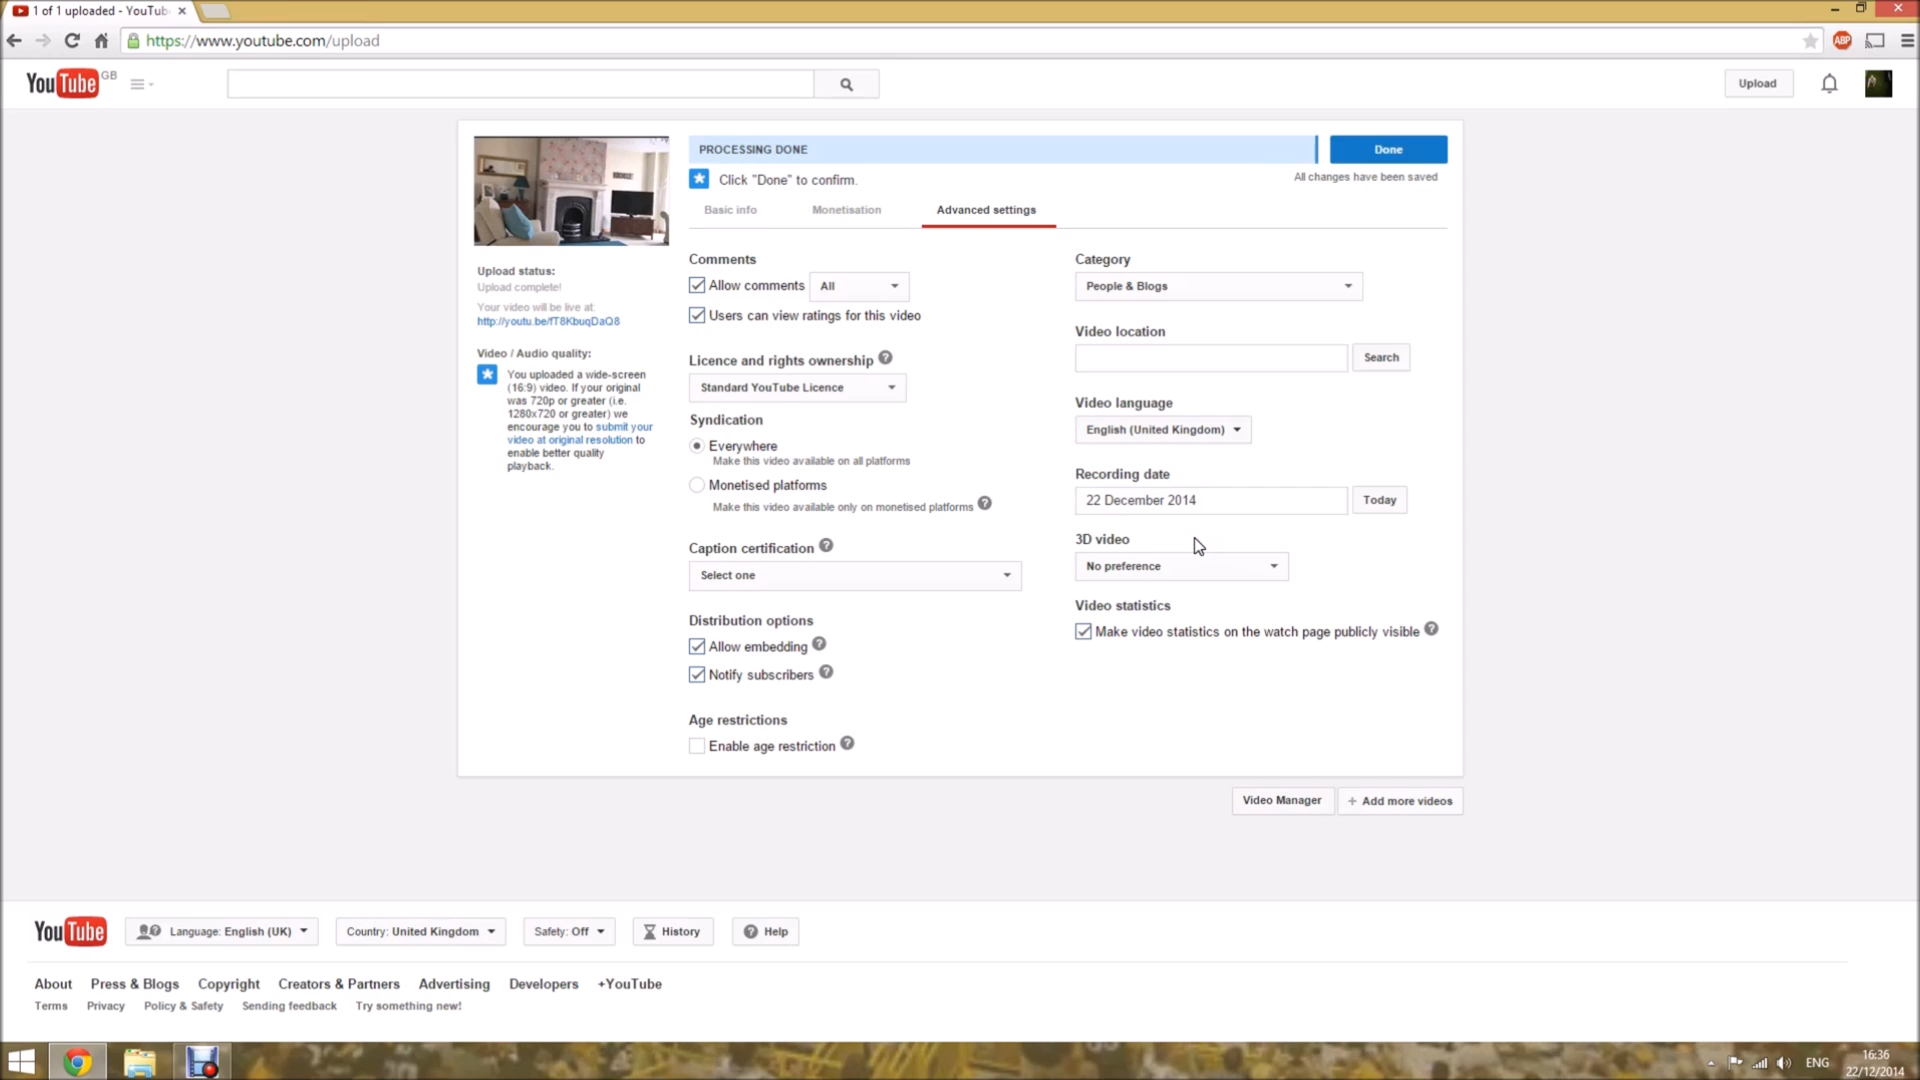 1 of 1 uploaded - YouTub
https://www.youtube.com/upload
ABP
YouTube GB
Upload
PROCESSING DONE
Done
Click "Done" to confirm.
All changes have been saved
Basic info
Monetisation
Advanced settings
Upload status:
Upload complete!
Your video will be live at:
http://youtu.be/fT8KbuqDaQ8
Video / Audio quality:
You uploaded a wide-screen
(16:9) video. If your original
was 720p or greater (i.e.
1280x720 or greater) we
encourage you to submit your
video at original resolution to
enable better quality
playback.
Comments
Allow comments All
Users can view ratings for this video
Licence and rights ownership ?
Standard YouTube Licence
Syndication
Everywhere
Make this video available on all platforms
Monetised platforms
Make this video available only on monetised platforms ?
Caption certification ?
Select one
Distribution options
Allow embedding ?
Notify subscribers ?
Age restrictions
Enable age restriction ?
Category
People & Blogs
Video location
Search
Video language
English (United Kingdom)
Recording date
22 December 2014 Today
3D video
No preference
Video statistics
Make video statistics on the watch page publicly visible ?
Video Manager
+ Add more videos
YouTube
Language: English (UK)
Country: United Kingdom
Safety: Off
History
? Help
About Press & Blogs Copyright Creators & Partners Advertising Developers +YouTube
Terms Privacy Policy & Safety Sending feedback Try something new!
ENG
16:36
22/12/2014